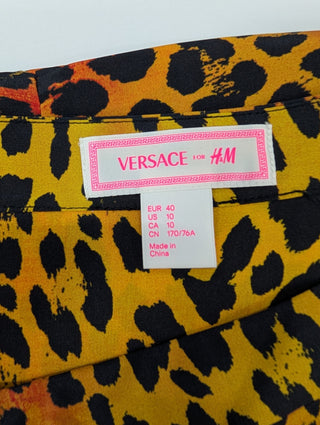 VERSACE FOR H&M
EUR 40
US 10
CA 10
CN 170/76A
Made in
China